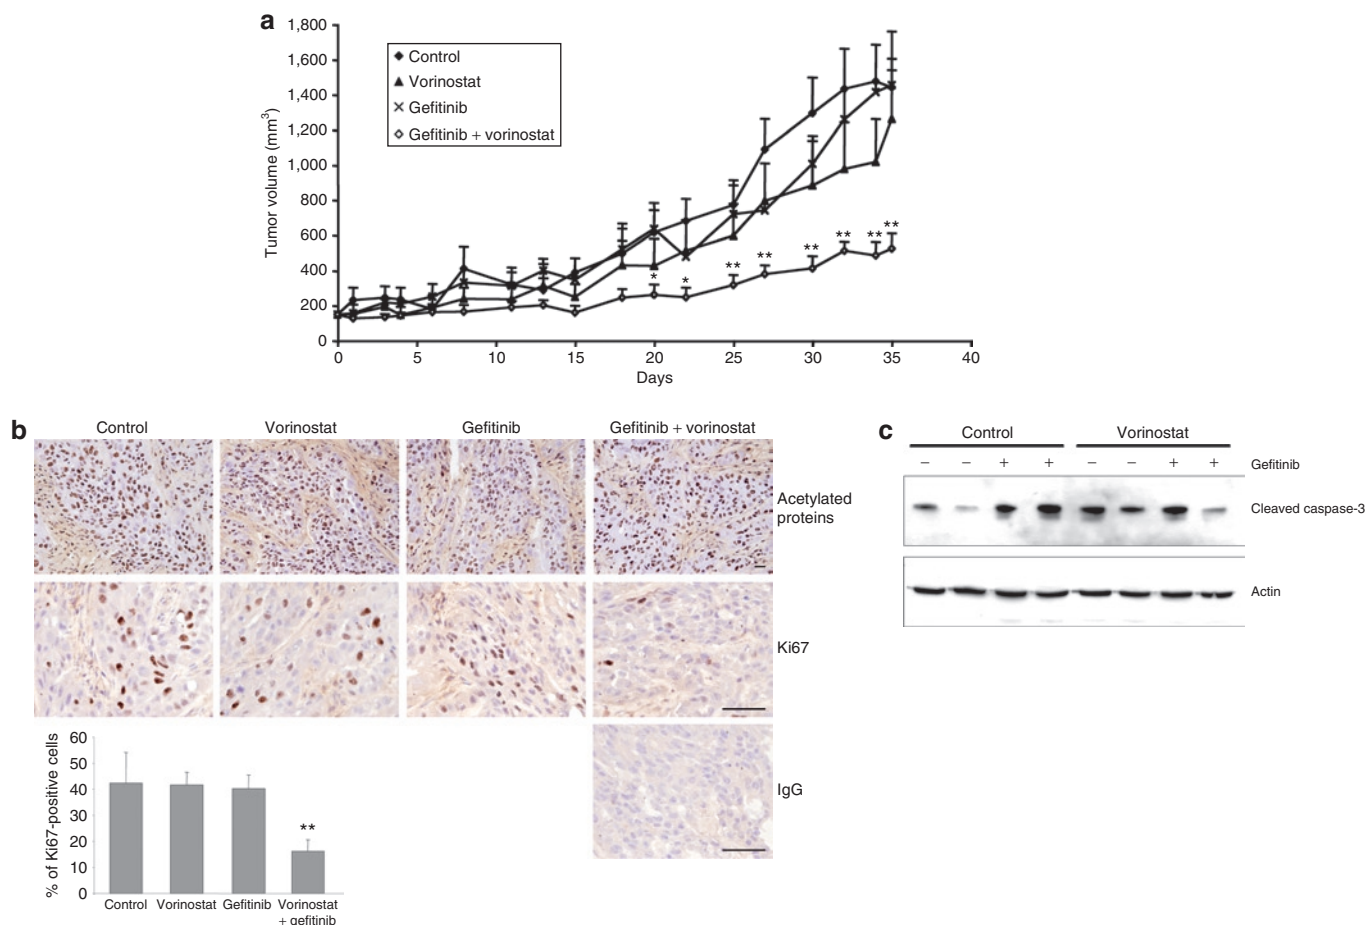 a
1,800
1,600
1,400
1,200
1,000
800
600
400
200
0
Tumor volume (mm3)
Control
Vorinostat
Gefitinib
Gefitinib + vorinostat
* * ** ** ** ** ** **
0 5 10 15 20 25 30 35 40
Days
b
Control Vorinostat Gefitinib Gefitinib + vorinostat
Acetylated
proteins
Ki67
IgG
% of Ki67-positive cells
60
50
40
30
20
10
0
**
Control Vorinostat Gefitinib Vorinostat
+ gefitinib
c
Control Vorinostat
− − + + − − + + Gefitinib
Cleaved caspase-3
Actin